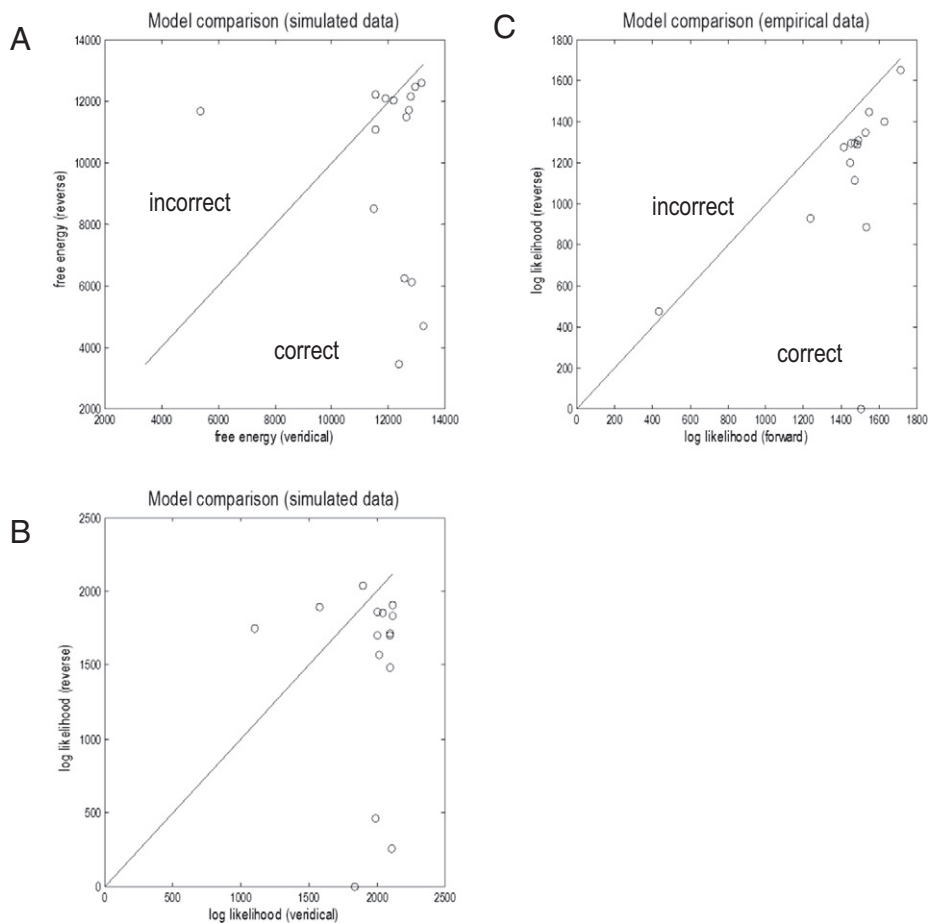 A
Model comparison (simulated data)
14000
12000
10000
8000
6000
4000
2000
free energy (reverse)
incorrect
correct
2000 4000 6000 8000 10000 12000 14000
free energy (veridical)
C
Model comparison (empirical data)
1800
1600
1400
1200
1000
800
600
400
200
0
log likelihood (reverse)
incorrect
correct
0 200 400 600 800 1000 1200 1400 1600 1800
log likelihood (forward)
B
Model comparison (simulated data)
2500
2000
1500
1000
500
0
log likelihood (reverse)
0 500 1000 1500 2000 2500
log likelihood (veridical)